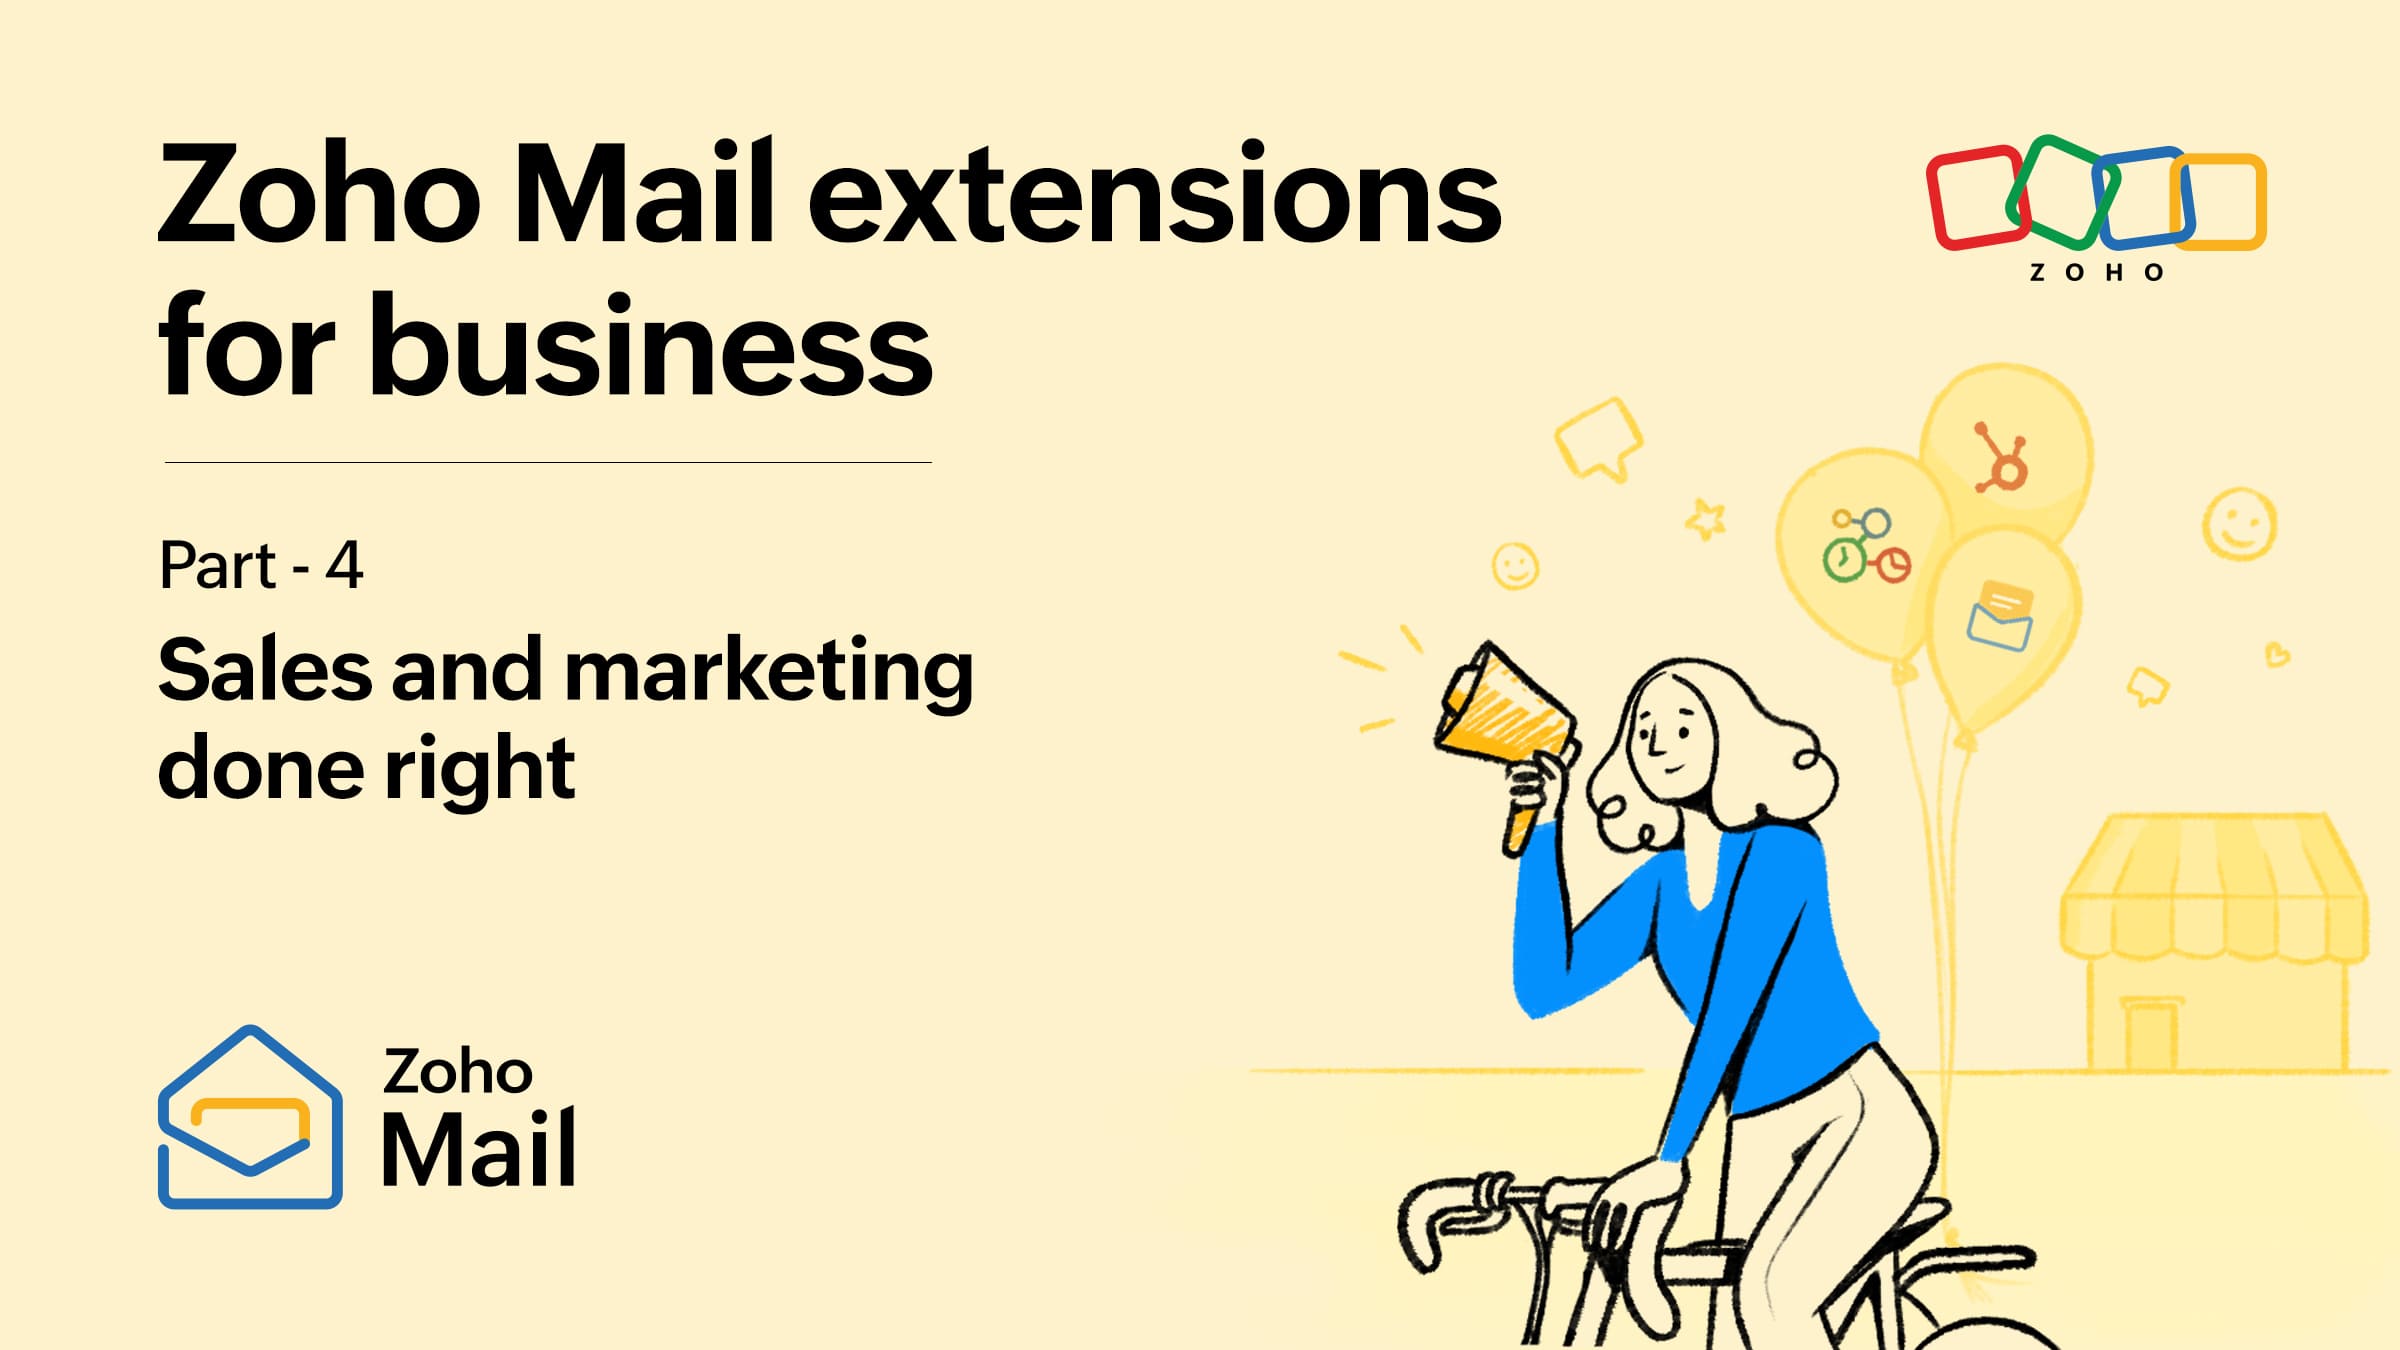 Zoho Mail extensions
for business
ZOHO
Part - 4
Sales and marketing
done right
Zoho
Mail